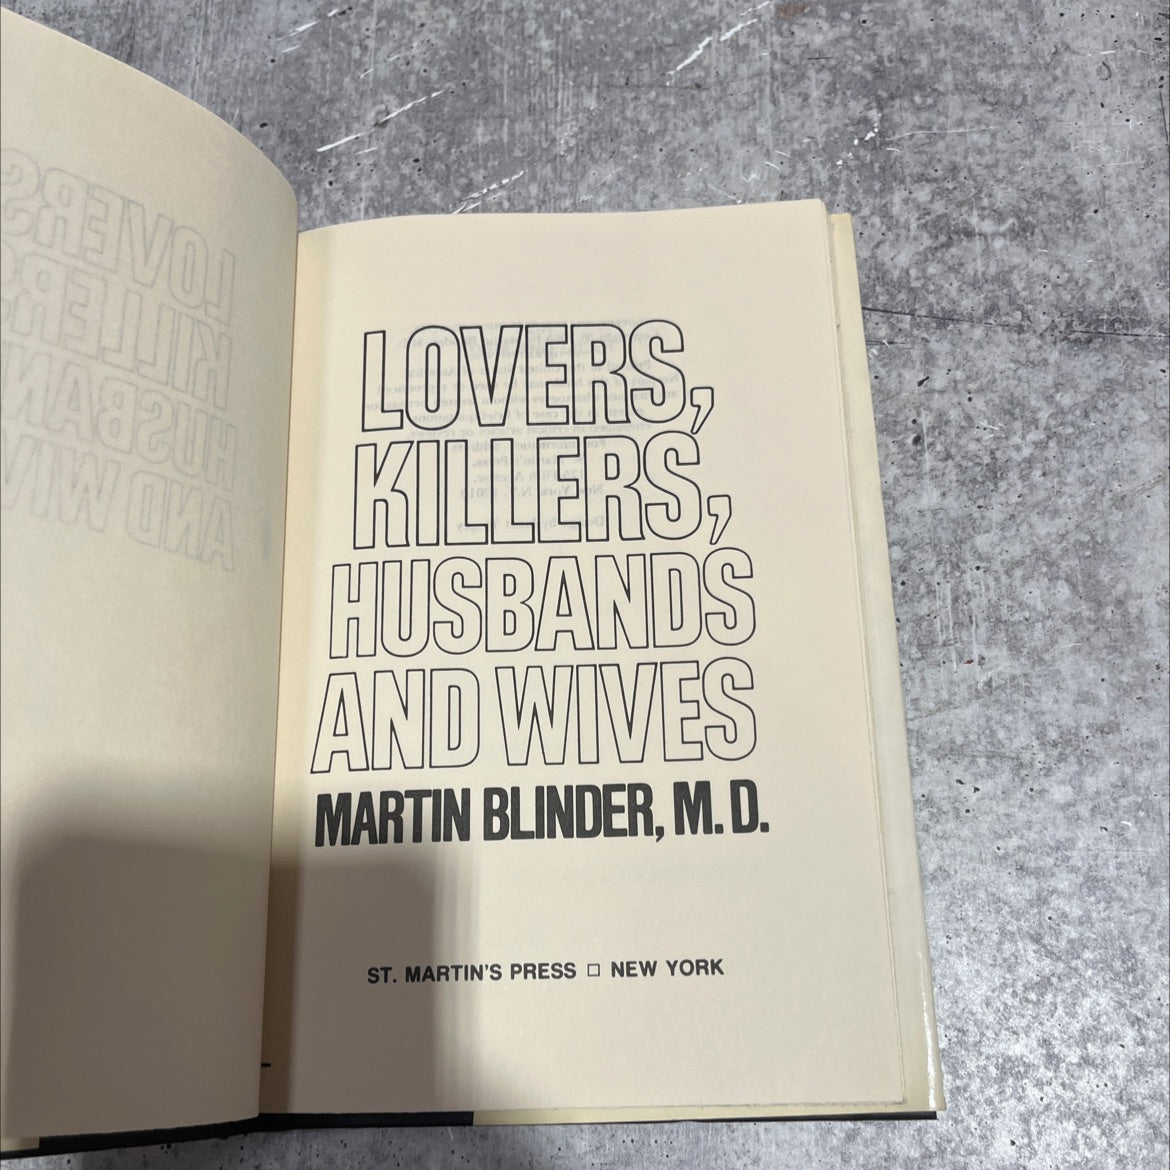 LOVERS,
KILLERS,
HUSBANDS
AND WIVES
MARTIN BLINDER, M.D.
ST. MARTIN'S PRESS □ NEW YORK